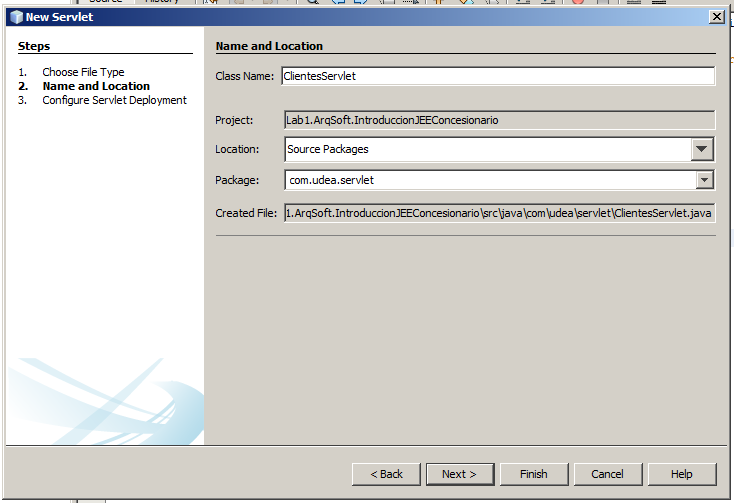 Source History
New Servlet
Steps
1. Choose File Type
2. Name and Location
3. Configure Servlet Deployment
Name and Location
Class Name: ClientesServlet
Project: Lab1.ArqSoft.IntroduccionJEEConcesionario
Location: Source Packages
Package: com.udea.servlet
Created File: 1.ArqSoft.IntroduccionJEEConcesionario\src\java\com\udea\servlet\ClientesServlet.java
< Back Next > Finish Cancel Help